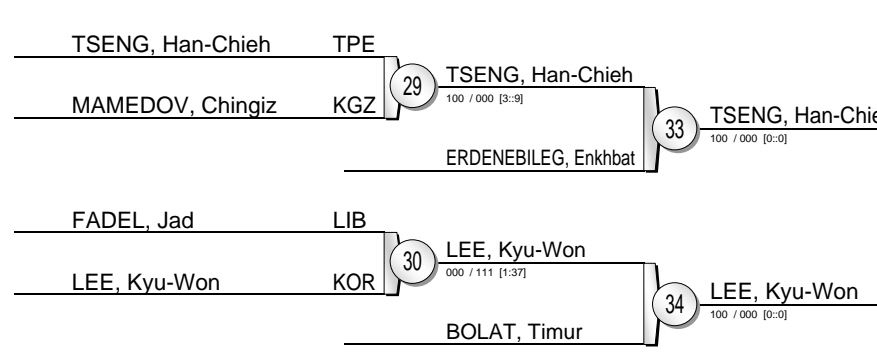 TSENG, Han-Chieh TPE
MAMEDOV, Chingiz KGZ
29
TSENG, Han-Chieh
100 / 000 [3::9]
ERDENEBILEG, Enkhbat
33
TSENG, Han-Chie
100 / 000 [0::0]
FADEL, Jad LIB
LEE, Kyu-Won KOR
30
LEE, Kyu-Won
000 / 111 [1:37]
BOLAT, Timur
34
LEE, Kyu-Won
100 / 000 [0::0]